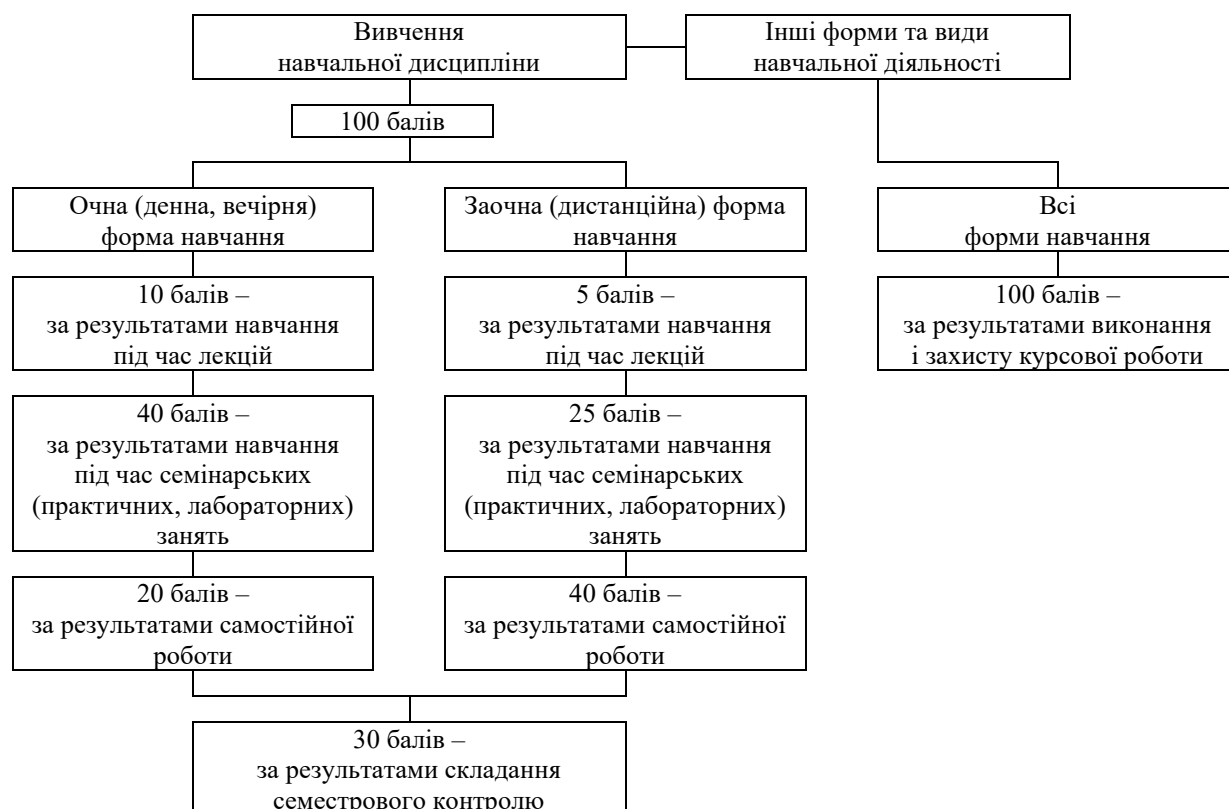 Вивчення
навчальної дисципліни
Інші форми та види
навчальної діяльності
100 балів
Очна (денна, вечірня)
форма навчання
Заочна (дистанційна) форма
навчання
Всі
форми навчання
10 балів –
за результатами навчання
під час лекцій
5 балів –
за результатами навчання
під час лекцій
100 балів –
за результатами виконання
і захисту курсової роботи
40 балів –
за результатами навчання
під час семінарських
(практичних, лабораторних)
занять
25 балів –
за результатами навчання
під час семінарських
(практичних, лабораторних)
занять
20 балів –
за результатами самостійної
роботи
40 балів –
за результатами самостійної
роботи
30 балів –
за результатами складання
семестрового контролю